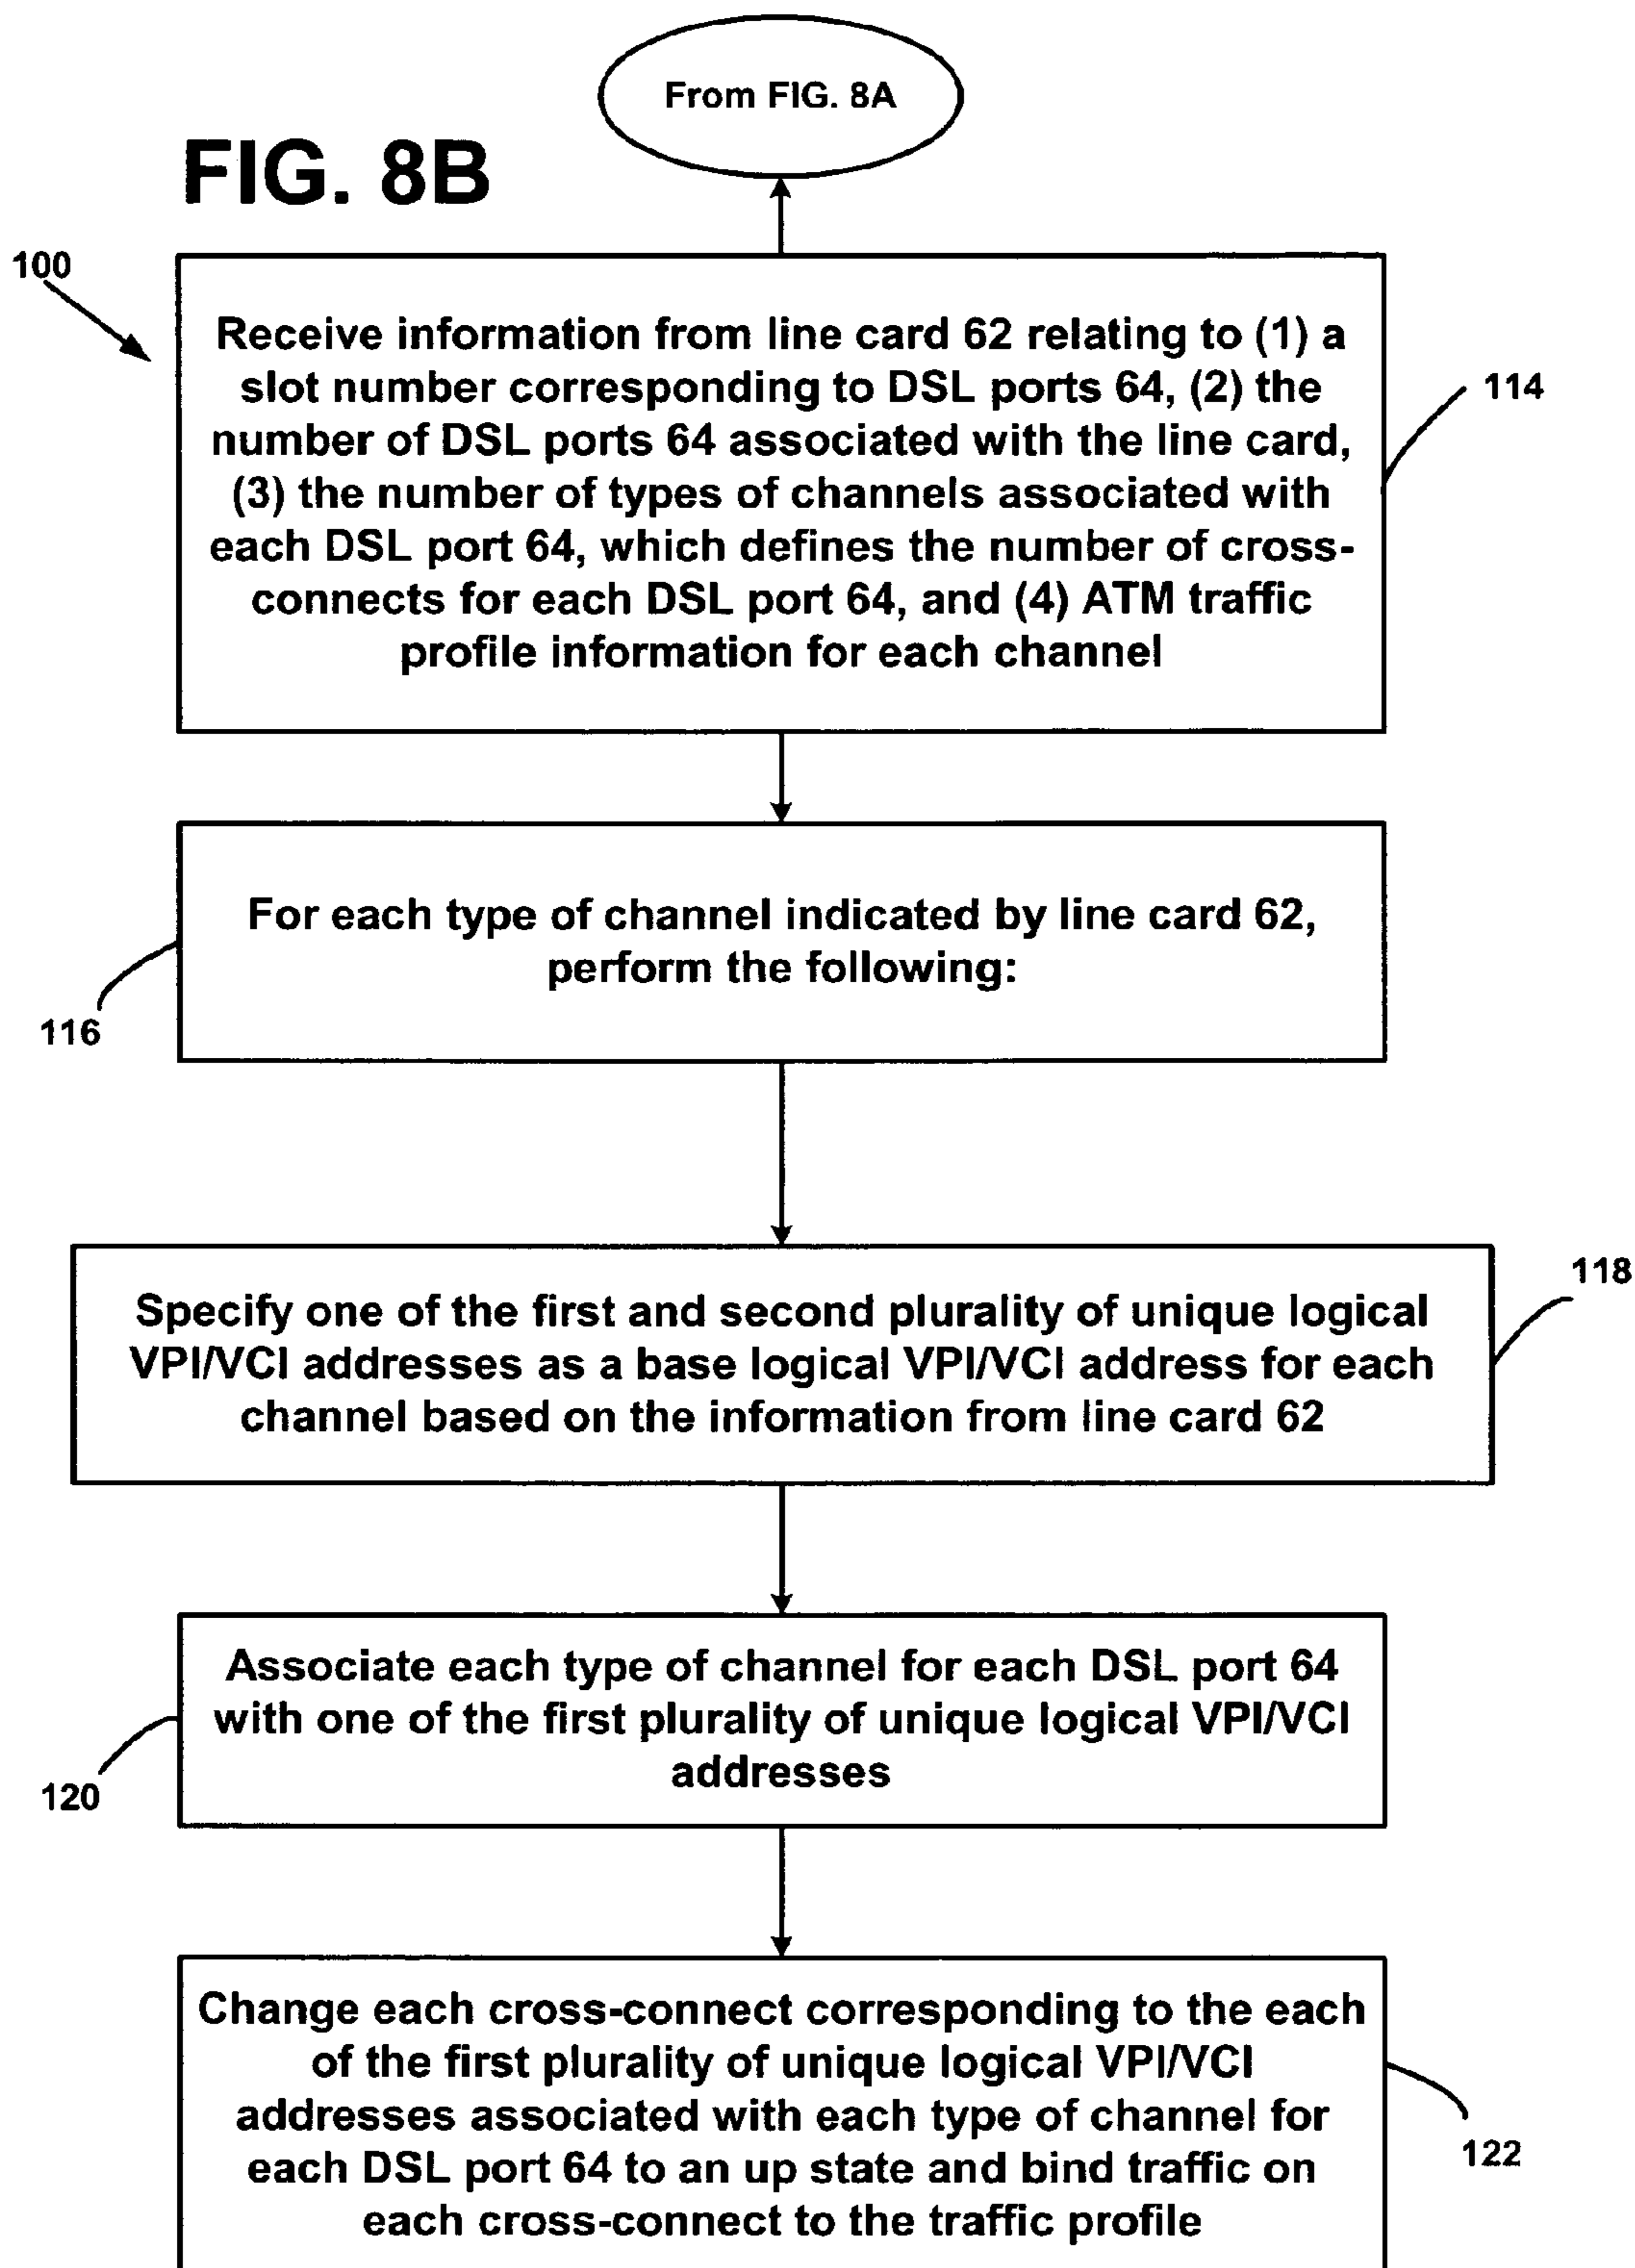 From FIG. 8A
FIG. 8B
100
Receive information from line card 62 relating to (1) a
slot number corresponding to DSL ports 64, (2) the
number of DSL ports 64 associated with the line card,
(3) the number of types of channels associated with
each DSL port 64, which defines the number of cross-
connects for each DSL port 64, and (4) ATM traffic
profile information for each channel
114
For each type of channel indicated by line card 62,
perform the following:
116
Specify one of the first and second plurality of unique logical
VPI/VCI addresses as a base logical VPI/VCI address for each
channel based on the information from line card 62
118
Associate each type of channel for each DSL port 64
with one of the first plurality of unique logical VPI/VCI
addresses
120
Change each cross-connect corresponding to the each
of the first plurality of unique logical VPI/VCI
addresses associated with each type of channel for
each DSL port 64 to an up state and bind traffic on
each cross-connect to the traffic profile
122